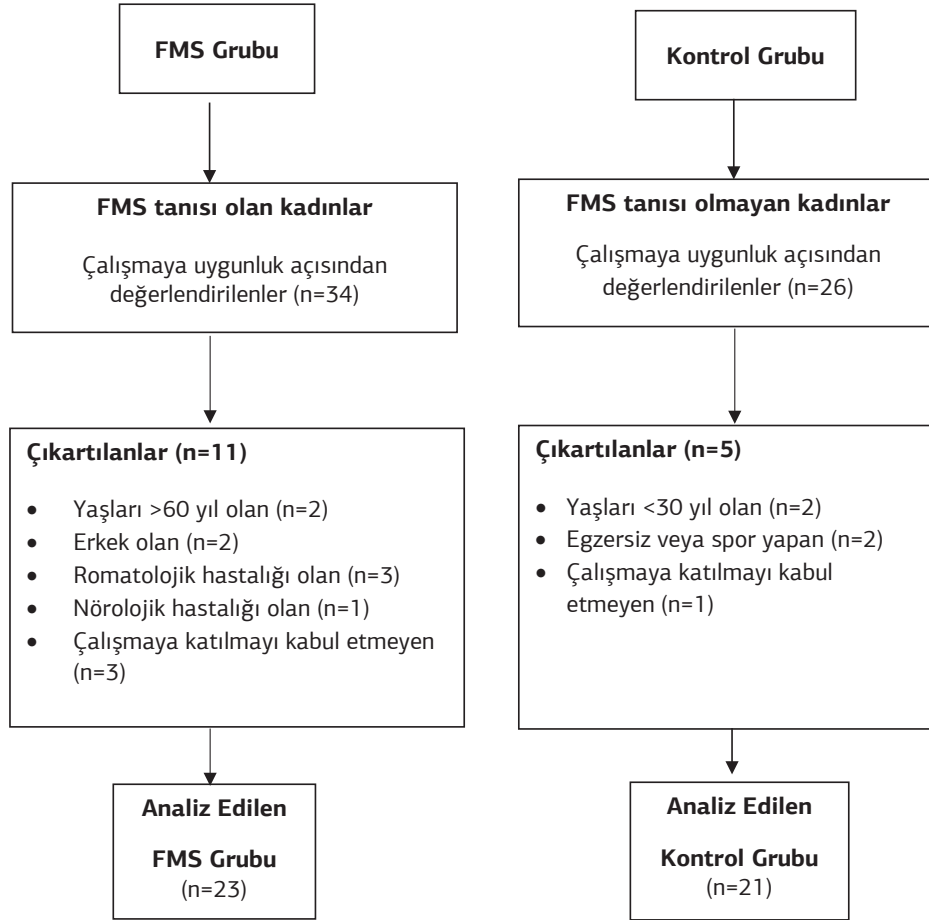 FMS Grubu
FMS tanısı olan kadınlar
Çalışmaya uygunluk açısından
değerlendirilenler (n=34)
Çıkartılanlar (n=11)
• Yaşları >60 yıl olan (n=2)
• Erkek olan (n=2)
• Romatolojik hastalığı olan (n=3)
• Nörolojik hastalığı olan (n=1)
• Çalışmaya katılmayı kabul etmeyen
(n=3)
Analiz Edilen
FMS Grubu
(n=23)
Kontrol Grubu
FMS tanısı olmayan kadınlar
Çalışmaya uygunluk açısından
değerlendirilenler (n=26)
Çıkartılanlar (n=5)
• Yaşları <30 yıl olan (n=2)
• Egzersiz veya spor yapan (n=2)
• Çalışmaya katılmayı kabul
etmeyen (n=1)
Analiz Edilen
Kontrol Grubu
(n=21)